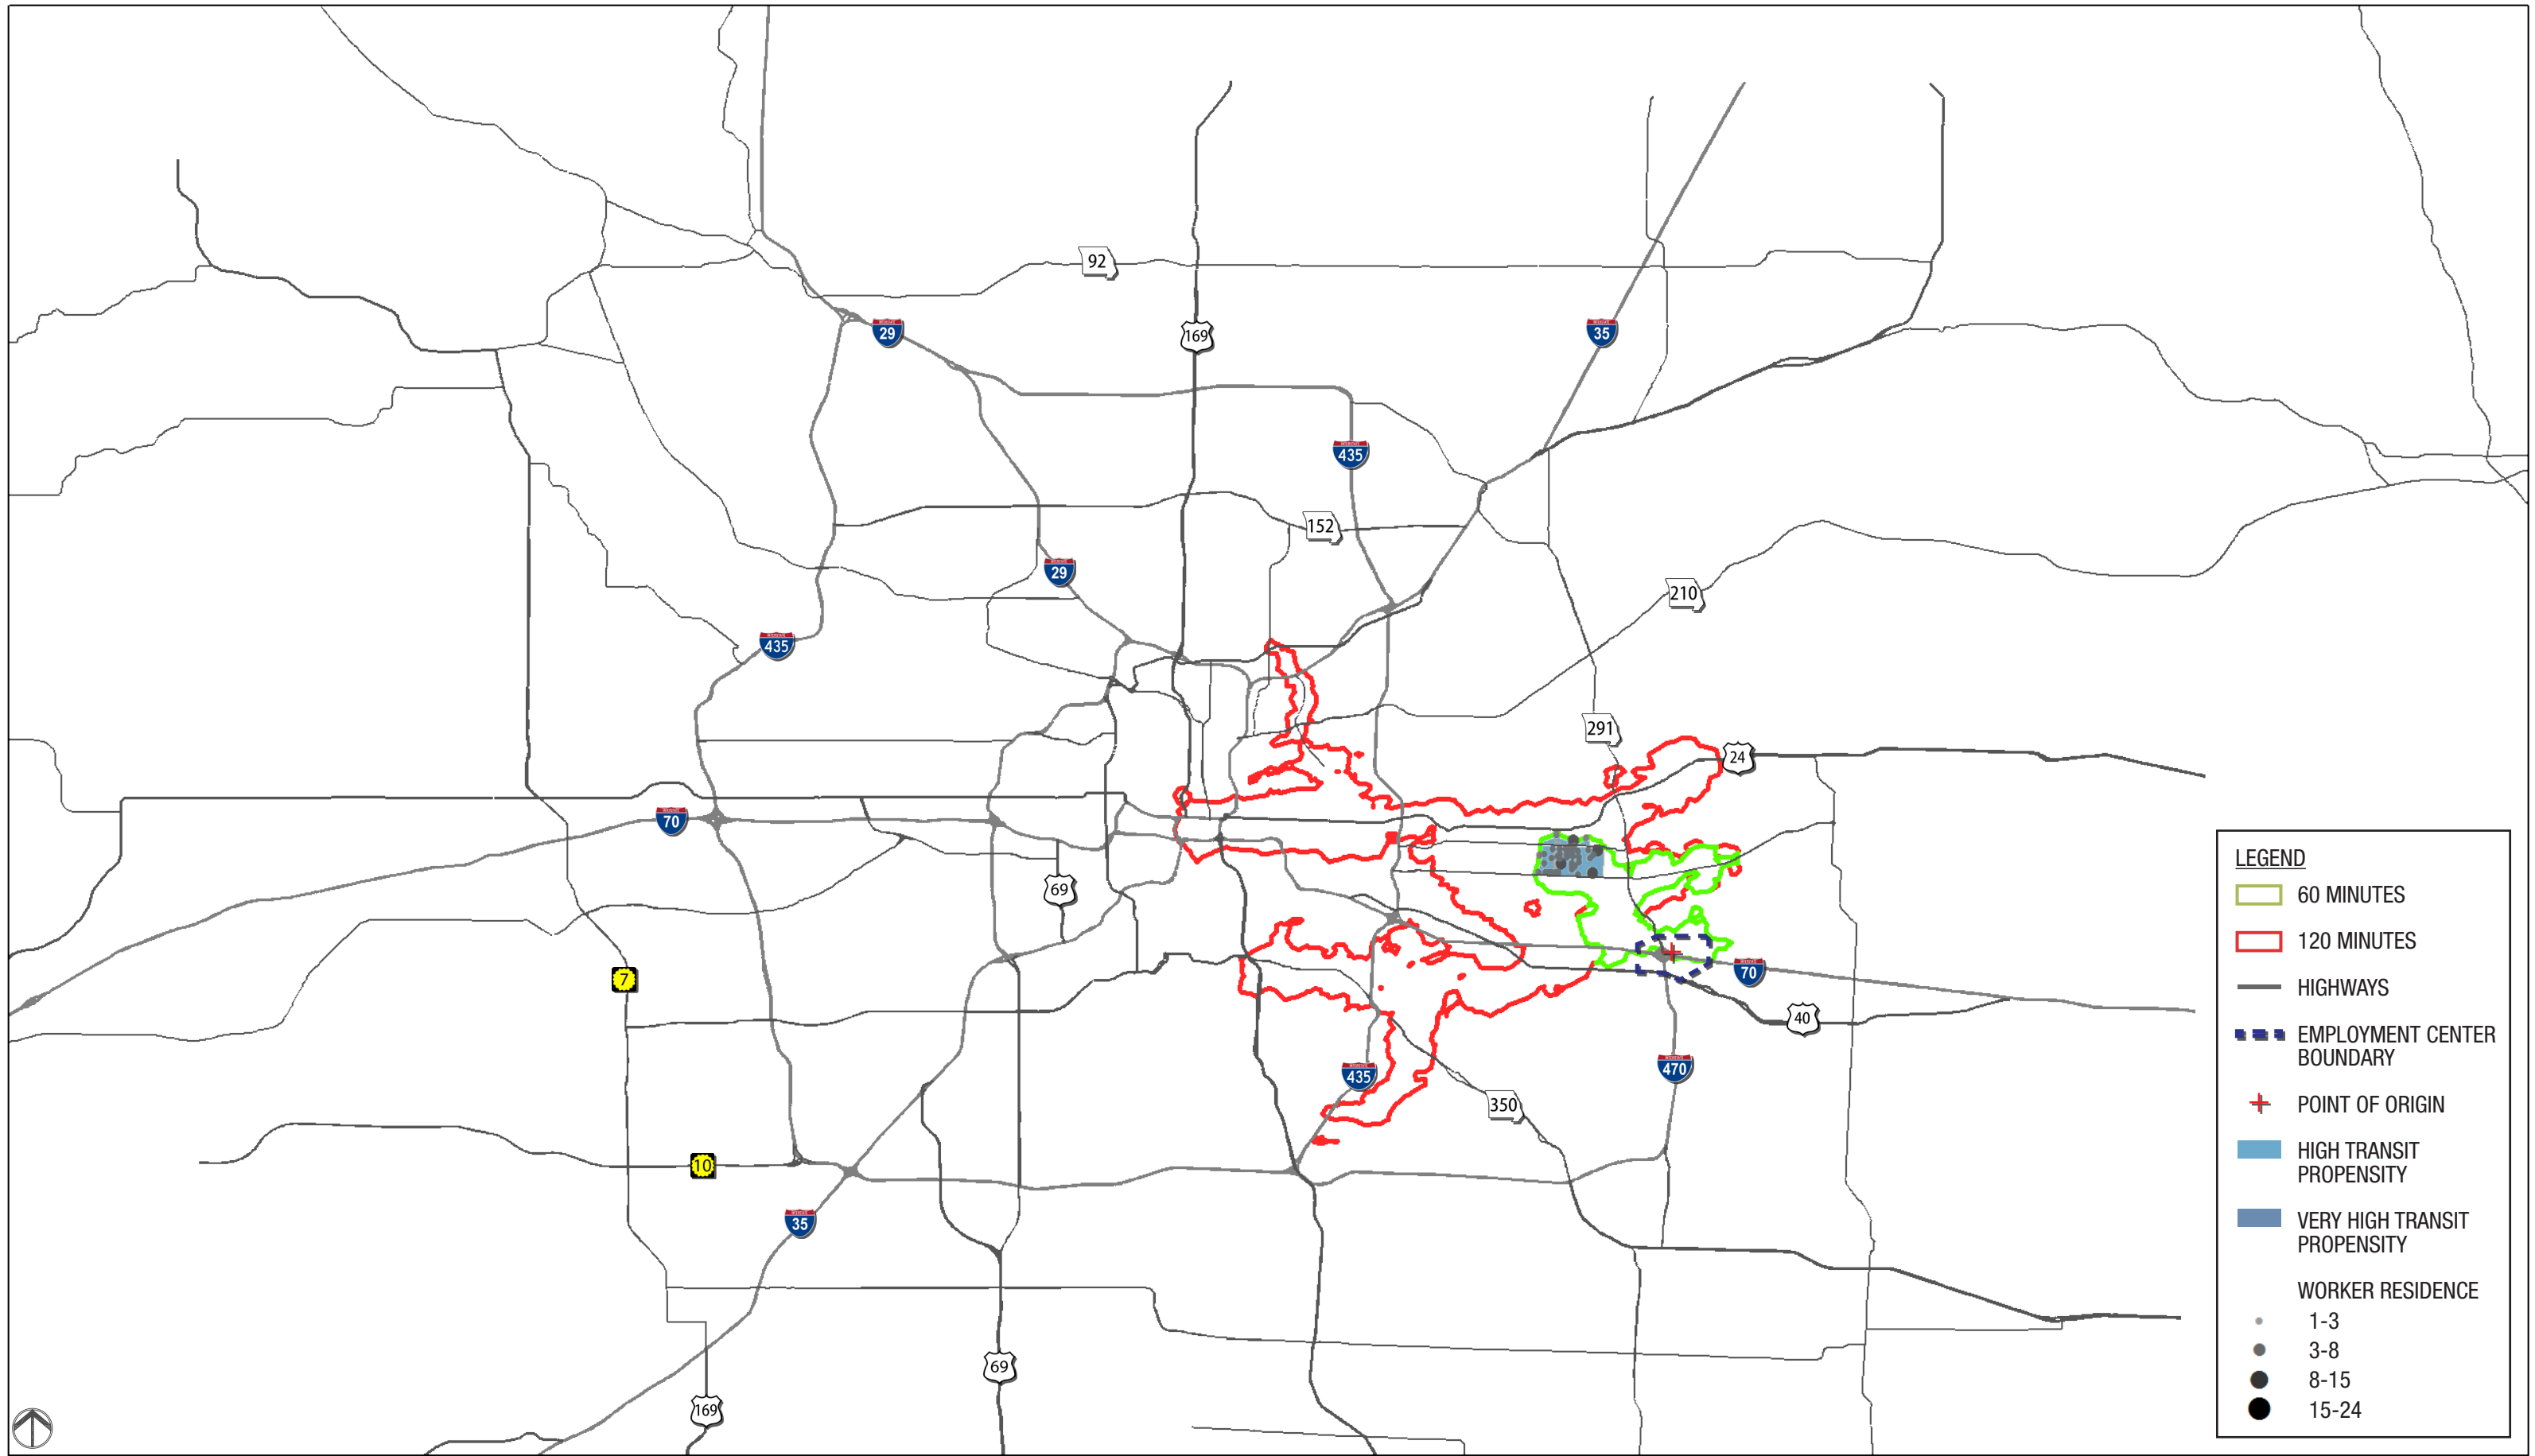 92
29
169
35
435
152
29
210
435
291
24
70
69
7
70
40
435
470
350
10
35
69
169
LEGEND
60 MINUTES
120 MINUTES
HIGHWAYS
EMPLOYMENT CENTER
BOUNDARY
POINT OF ORIGIN
HIGH TRANSIT
PROPENSITY
VERY HIGH TRANSIT
PROPENSITY
WORKER RESIDENCE
1-3
3-8
8-15
15-24